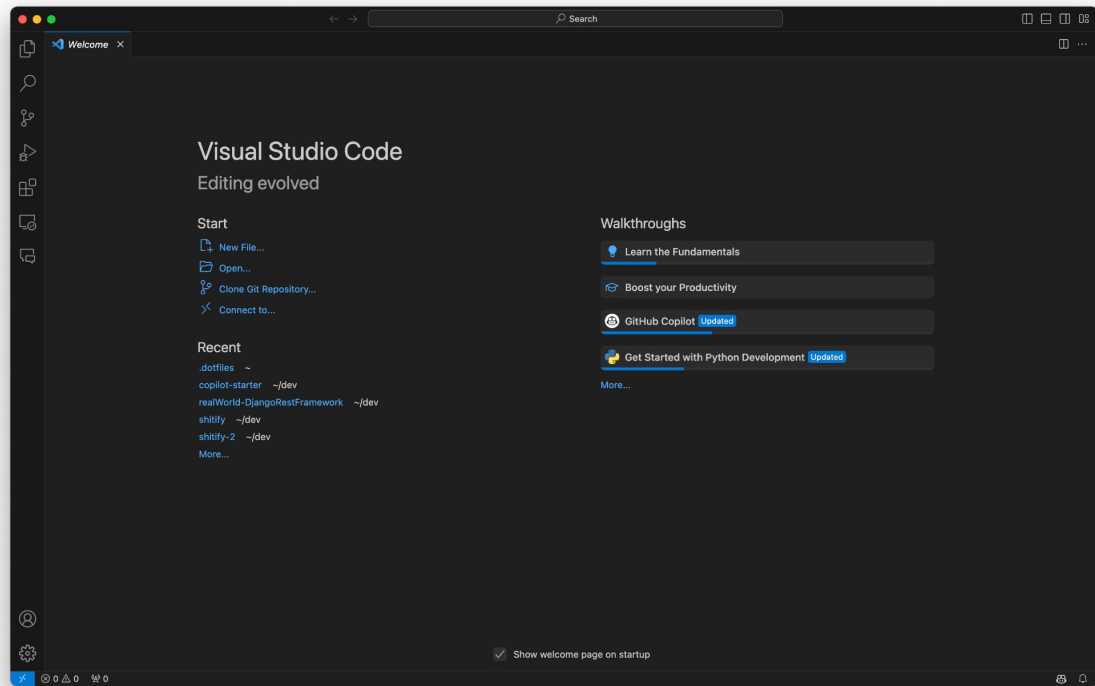 Search
Welcome
Visual Studio Code
Editing evolved
Start
New File...
Open...
Clone Git Repository...
Connect to...
Recent
.dotfiles ~
copilot-starter ~/dev
realWorld-DjangoRestFramework ~/dev
shitify ~/dev
shitify-2 ~/dev
More...
Walkthroughs
Learn the Fundamentals
Boost your Productivity
GitHub Copilot Updated
Get Started with Python Development Updated
More...
Show welcome page on startup
0 0 0